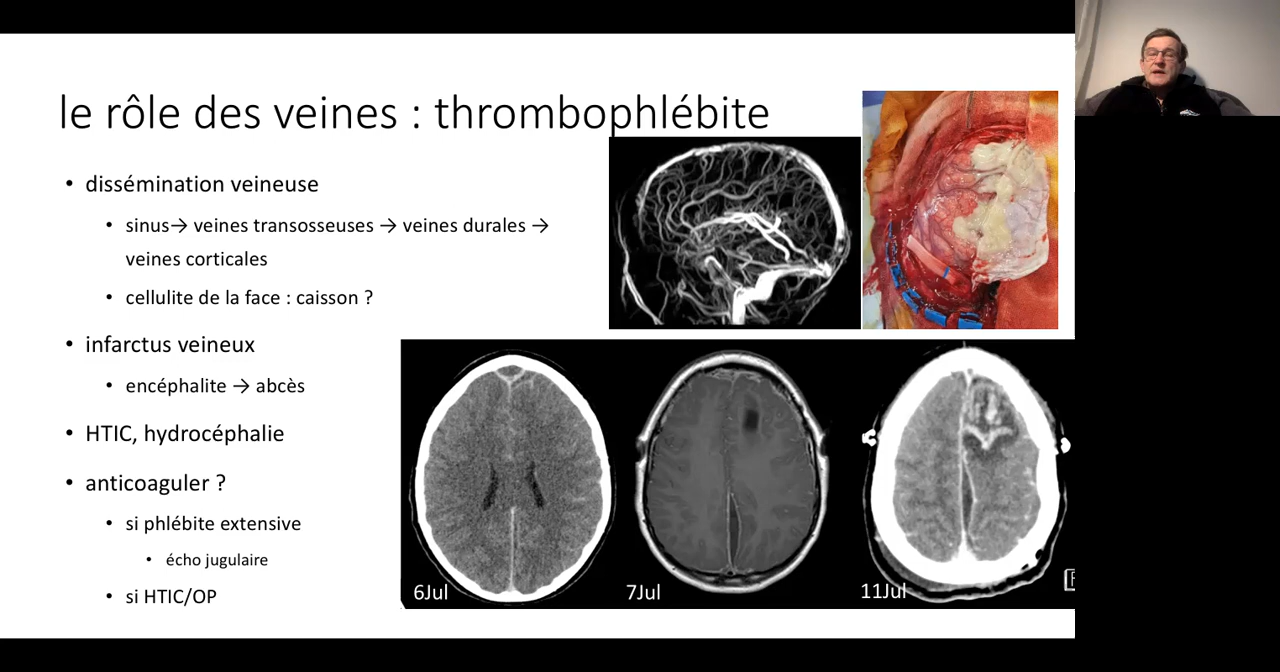 le rôle des veines : thrombophlébite
• dissémination veineuse
• sinus→ veines transosseuses → veines durales →
veines corticales
• cellulite de la face : caisson ?
• infarctus veineux
• encéphalite → abcès
• HTIC, hydrocéphalie
• anticoaguler ?
• si phlébite extensive
• écho jugulaire
• si HTIC/OP
6Jul
7Jul
11Jul